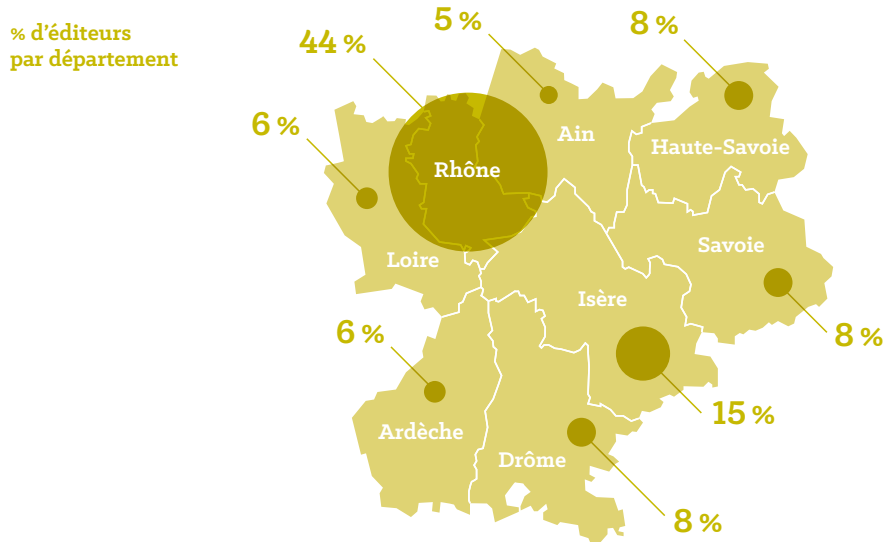 % d’éditeurs
par département
5 %
8 %
44 %
6 %
Ain
Haute-Savoie
Rhône
Savoie
Loire
Isère
6 %
8 %
15 %
Ardèche
Drôme
8 %